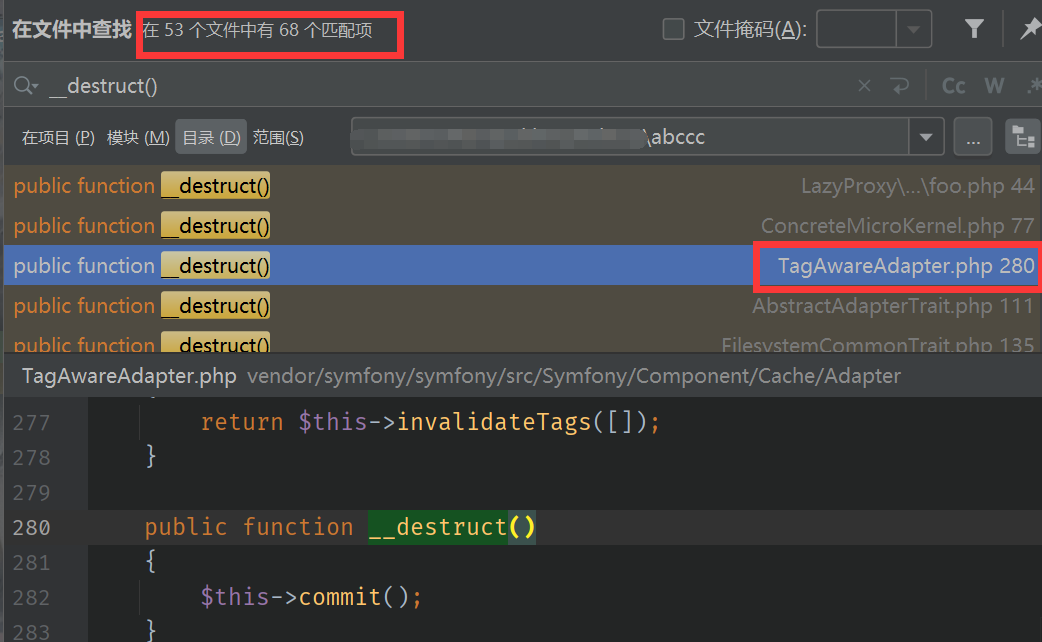 在文件中查找 在 53 个文件中有 68 个匹配项 文件掩码(A):
__destruct() Cc W .*
在项目 (P) 模块 (M) 目录 (D) 范围(S) \abccc ...
public function __destruct() LazyProxy\...\foo.php 44
public function __destruct() ConcreteMicroKernel.php 77
public function __destruct() TagAwareAdapter.php 280
public function __destruct() AbstractAdapterTrait.php 111
public function __destruct() FilesystemCommonTrait.php 135
TagAwareAdapter.php vendor/symfony/symfony/src/Symfony/Component/Cache/Adapter
277 return $this->invalidateTags([]);
278 }
279
280 public function __destruct()
281 {
282 $this->commit();
283 }